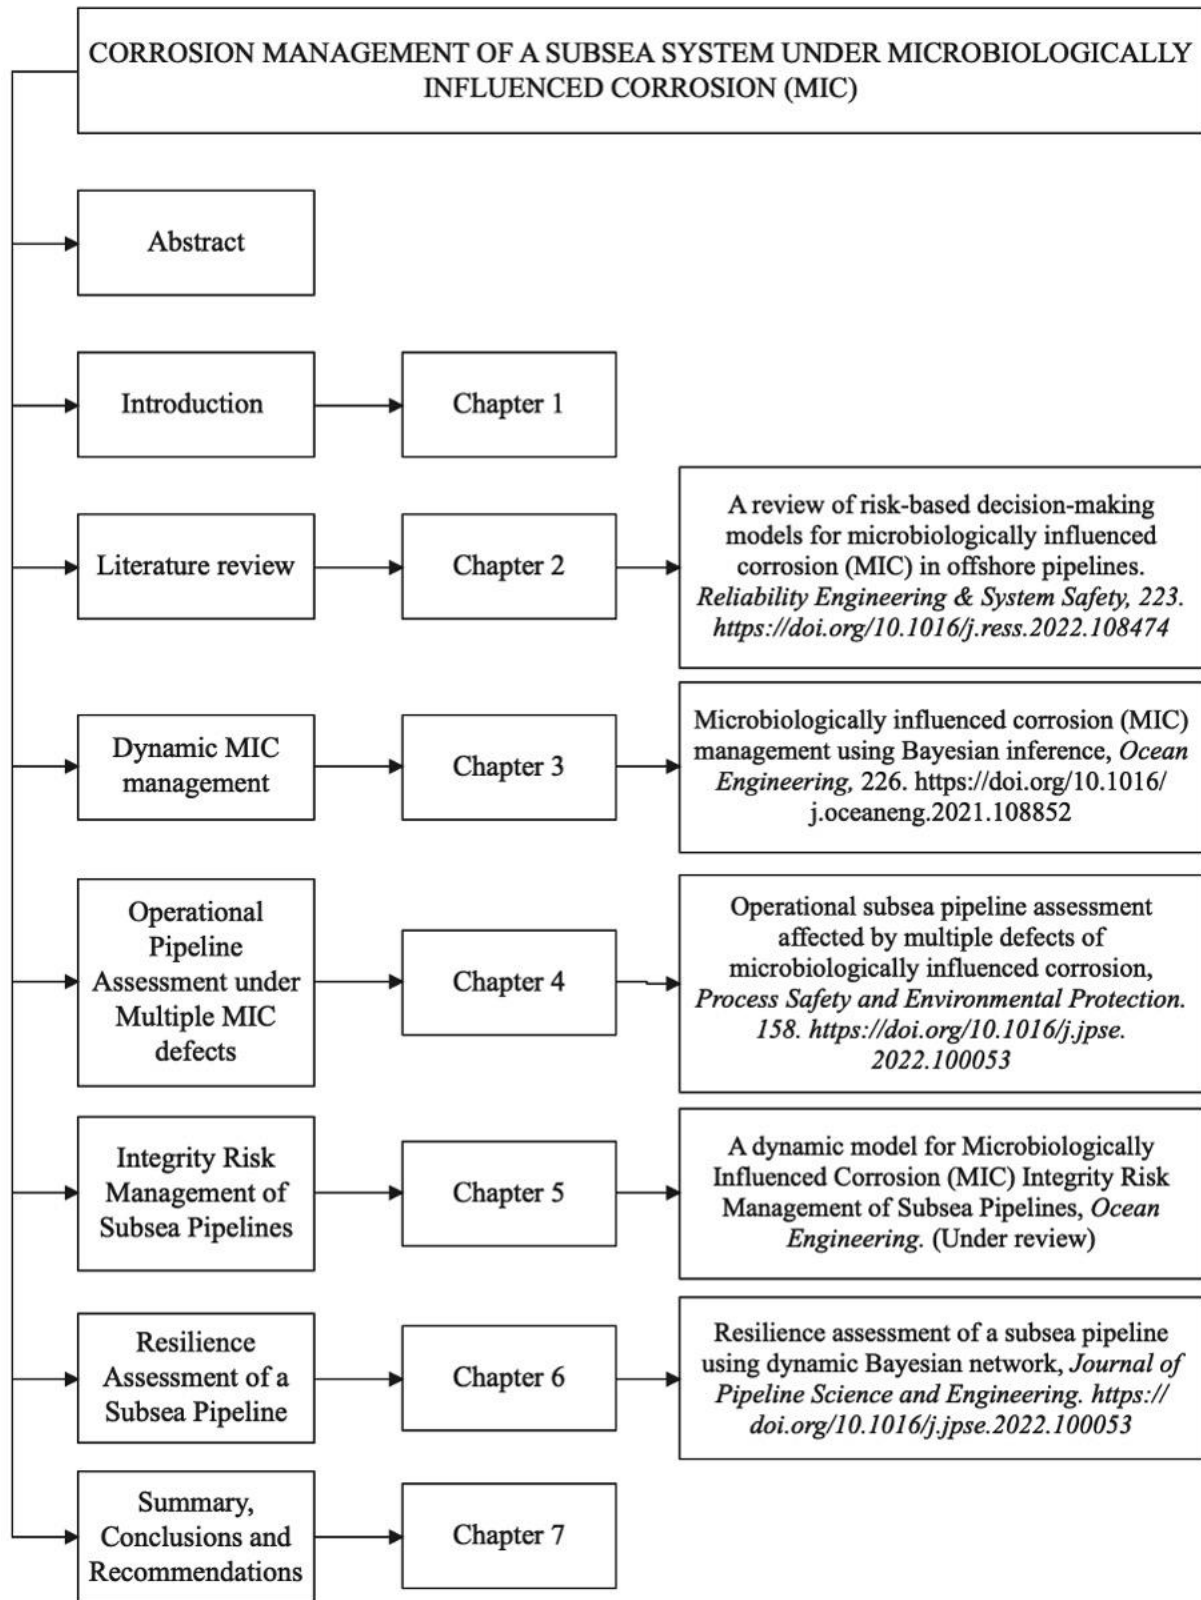 CORROSION MANAGEMENT OF A SUBSEA SYSTEM UNDER MICROBIOLOGICALLY
INFLUENCED CORROSION (MIC)
Abstract
Introduction
Chapter 1
Literature review
Chapter 2
A review of risk-based decision-making
models for microbiologically influenced
corrosion (MIC) in offshore pipelines.
Reliability Engineering & System Safety, 223.
https://doi.org/10.1016/j.ress.2022.108474
Dynamic MIC
management
Chapter 3
Microbiologically influenced corrosion (MIC)
management using Bayesian inference, Ocean
Engineering, 226. https://doi.org/10.1016/
j.oceaneng.2021.108852
Operational
Pipeline
Assessment under
Multiple MIC
defects
Chapter 4
Operational subsea pipeline assessment
affected by multiple defects of
microbiologically influenced corrosion,
Process Safety and Environmental Protection.
158. https://doi.org/10.1016/j.jpse.
2022.100053
Integrity Risk
Management of
Subsea Pipelines
Chapter 5
A dynamic model for Microbiologically
Influenced Corrosion (MIC) Integrity Risk
Management of Subsea Pipelines, Ocean
Engineering. (Under review)
Resilience
Assessment of a
Subsea Pipeline
Chapter 6
Resilience assessment of a subsea pipeline
using dynamic Bayesian network, Journal of
Pipeline Science and Engineering. https://
doi.org/10.1016/j.jpse.2022.100053
Summary,
Conclusions and
Recommendations
Chapter 7